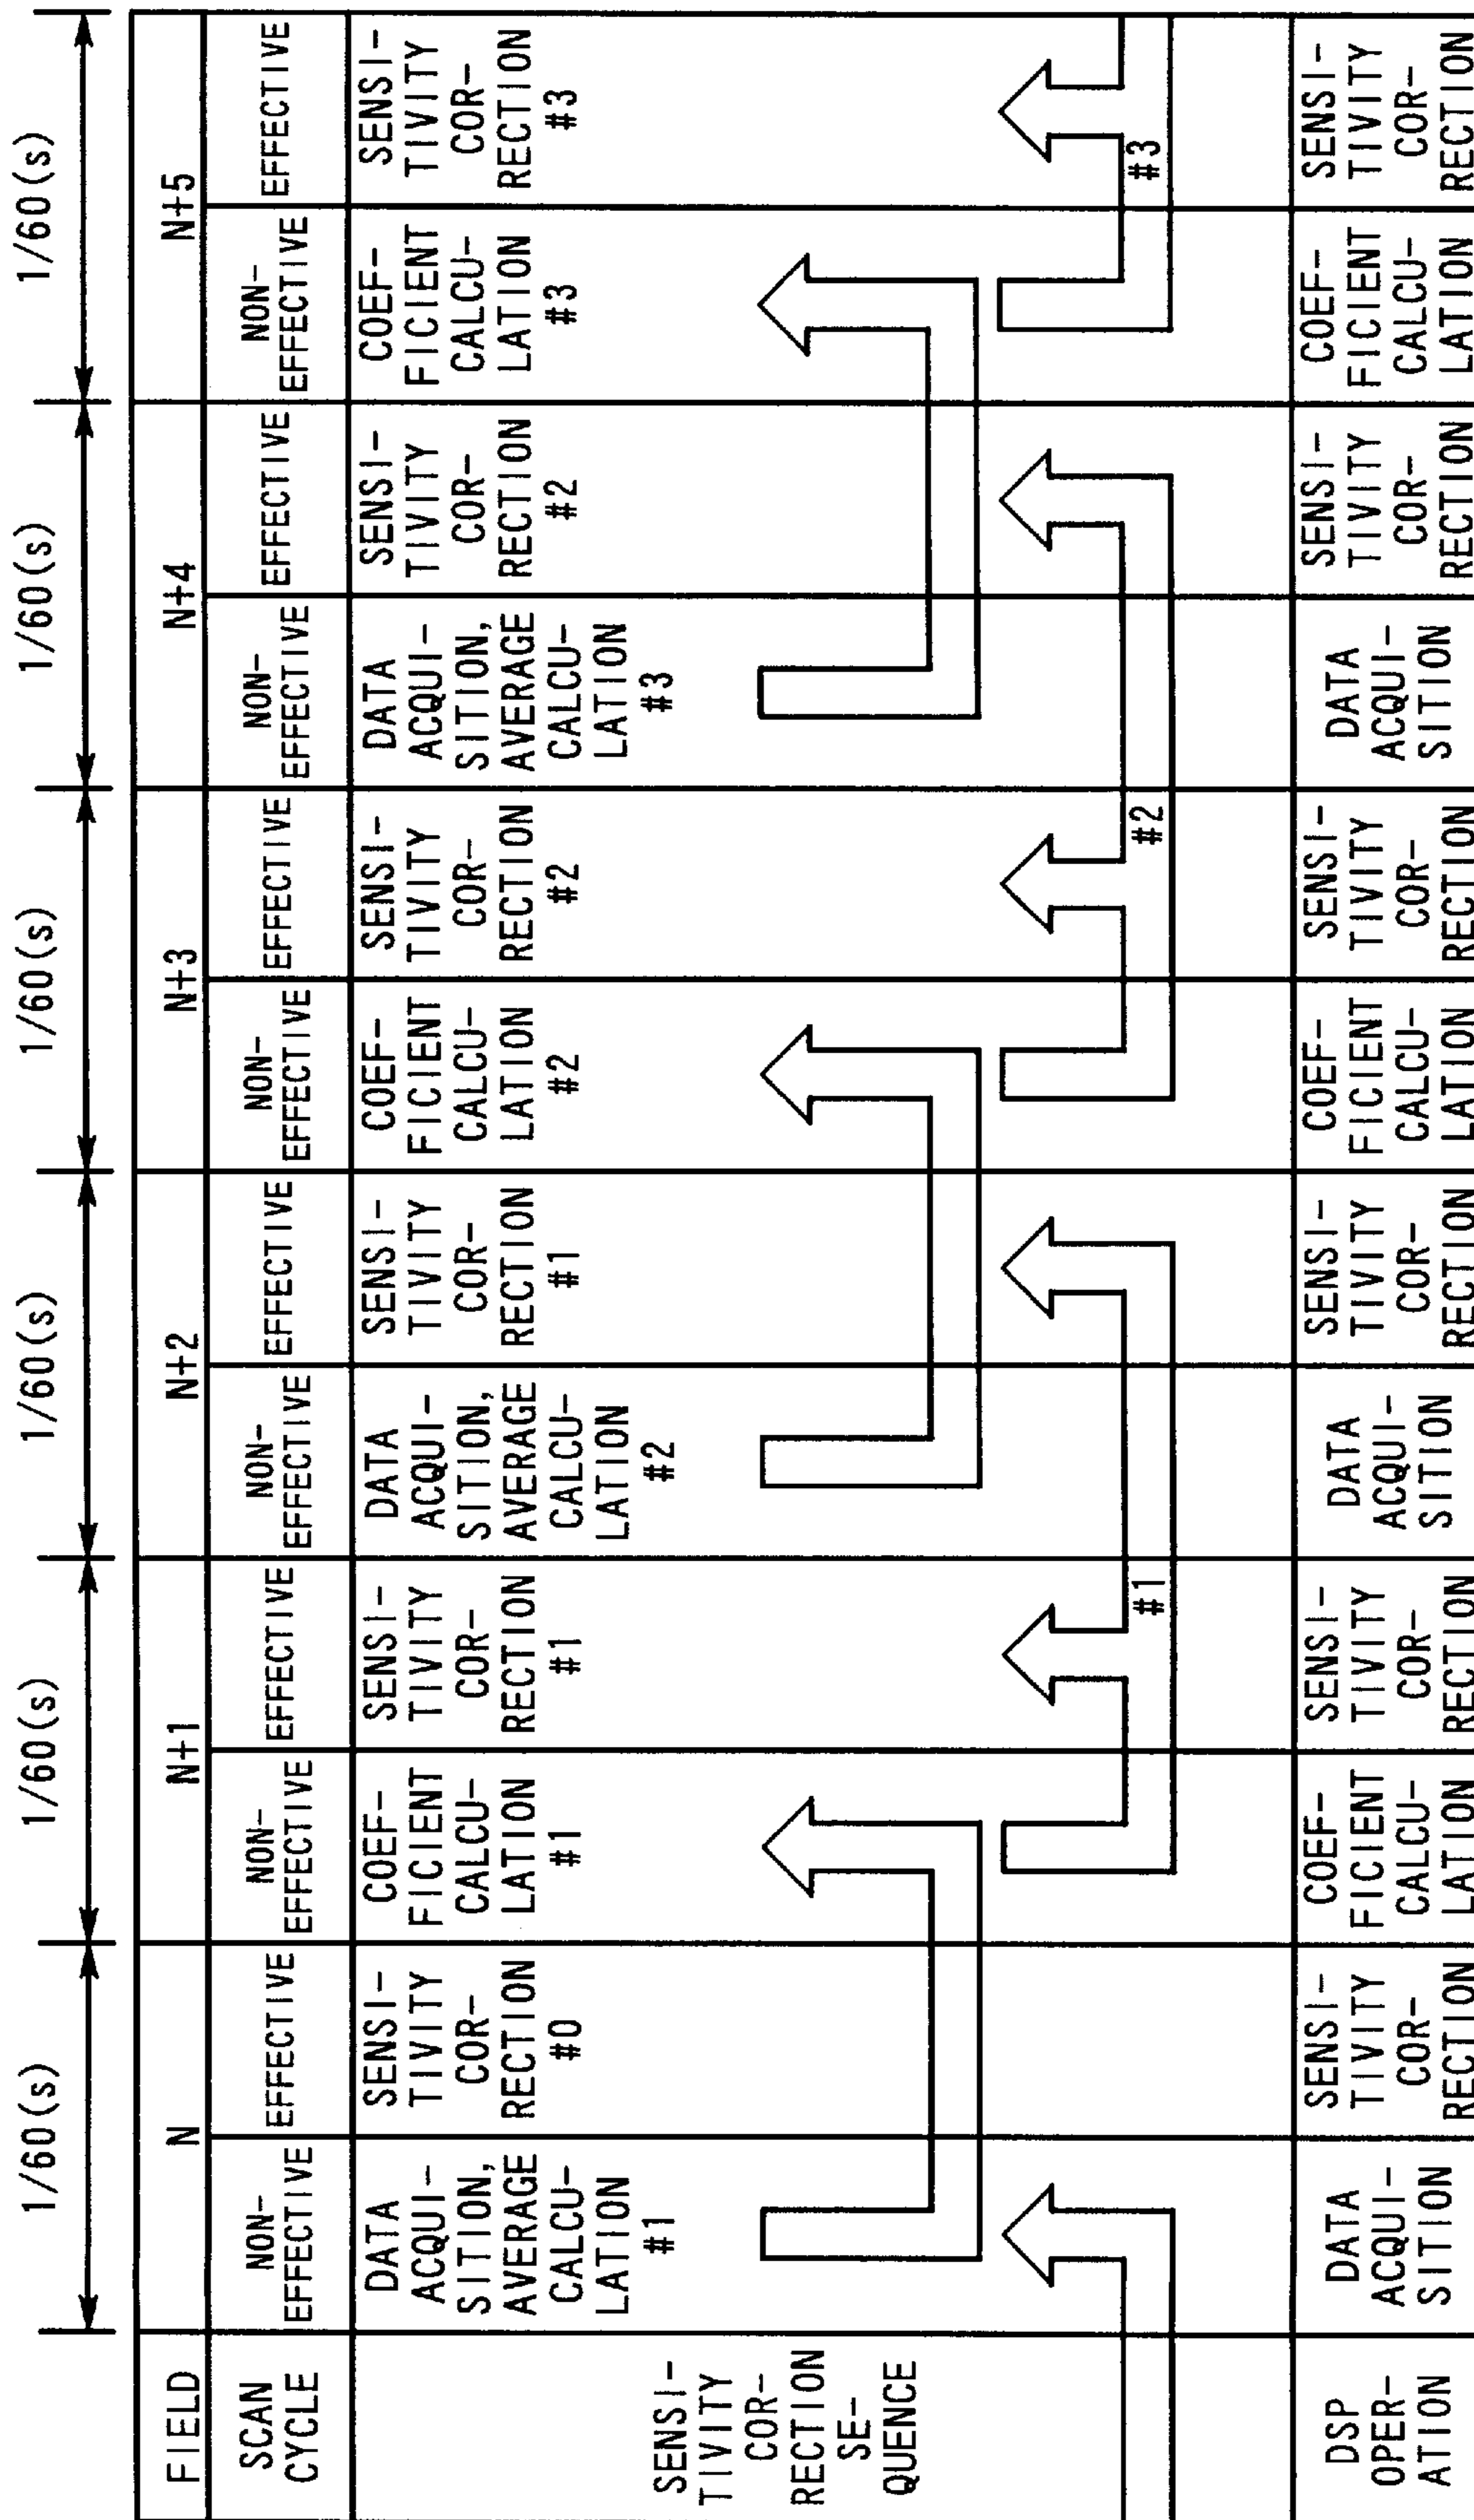 1/60(s)
1/60(s)
1/60(s)
1/60(s)
1/60(s)
1/60(s)
FIELD
N
N+1
N+2
N+3
N+4
N+5
SCAN
CYCLE
NON-
EFFECTIVE
EFFECTIVE
NON-
EFFECTIVE
EFFECTIVE
NON-
EFFECTIVE
EFFECTIVE
NON-
EFFECTIVE
EFFECTIVE
NON-
EFFECTIVE
EFFECTIVE
NON-
EFFECTIVE
EFFECTIVE
SENSI-
TIVITY
COR-
RECTION
SE-
QUENCE
DATA
ACQUI-
SITION,
AVERAGE
CALCU-
LATION
#1
SENSI-
TIVITY
COR-
RECTION
#0
COEF-
FICIENT
CALCU-
LATION
#1
SENSI-
TIVITY
COR-
RECTION
#1
DATA
ACQUI-
SITION,
AVERAGE
CALCU-
LATION
#2
SENSI-
TIVITY
COR-
RECTION
#1
COEF-
FICIENT
CALCU-
LATION
#2
SENSI-
TIVITY
COR-
RECTION
#2
DATA
ACQUI-
SITION,
AVERAGE
CALCU-
LATION
#3
SENSI-
TIVITY
COR-
RECTION
#2
COEF-
FICIENT
CALCU-
LATION
#3
SENSI-
TIVITY
COR-
RECTION
#3
#1
#2
#3
DSP
OPER-
ATION
DATA
ACQUI-
SITION
SENSI-
TIVITY
COR-
RECTION
COEF-
FICIENT
CALCU-
LATION
SENSI-
TIVITY
COR-
RECTION
DATA
ACQUI-
SITION
SENSI-
TIVITY
COR-
RECTION
COEF-
FICIENT
CALCU-
LATION
SENSI-
TIVITY
COR-
RECTION
DATA
ACQUI-
SITION
SENSI-
TIVITY
COR-
RECTION
COEF-
FICIENT
CALCU-
LATION
SENSI-
TIVITY
COR-
RECTION